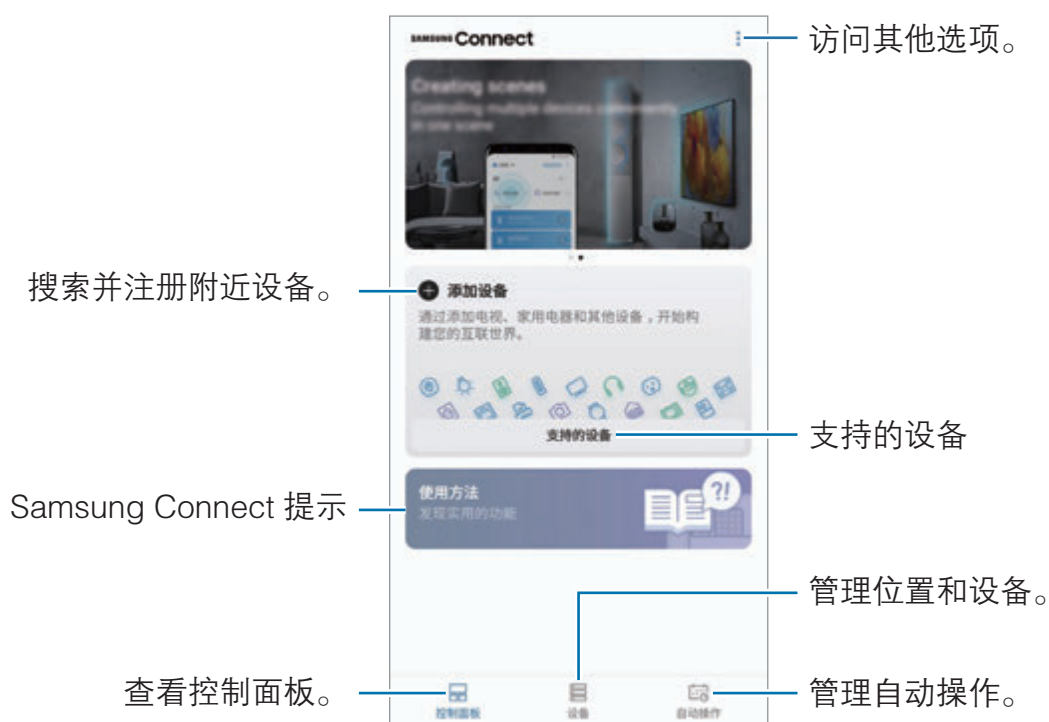 SAMSUNG Connect
访问其他选项。
Creating scenes
Controlling multiple devices conveniently
in one scene
搜索并注册附近设备。
添加设备
通过添加电视、家用电器和其他设备，开始构
建您的互联世界。
支持的设备
支持的设备
Samsung Connect 提示
使用方法
发现实用的功能
?!
管理位置和设备。
查看控制面板。
控制面板
设备
自动操作
管理自动操作。